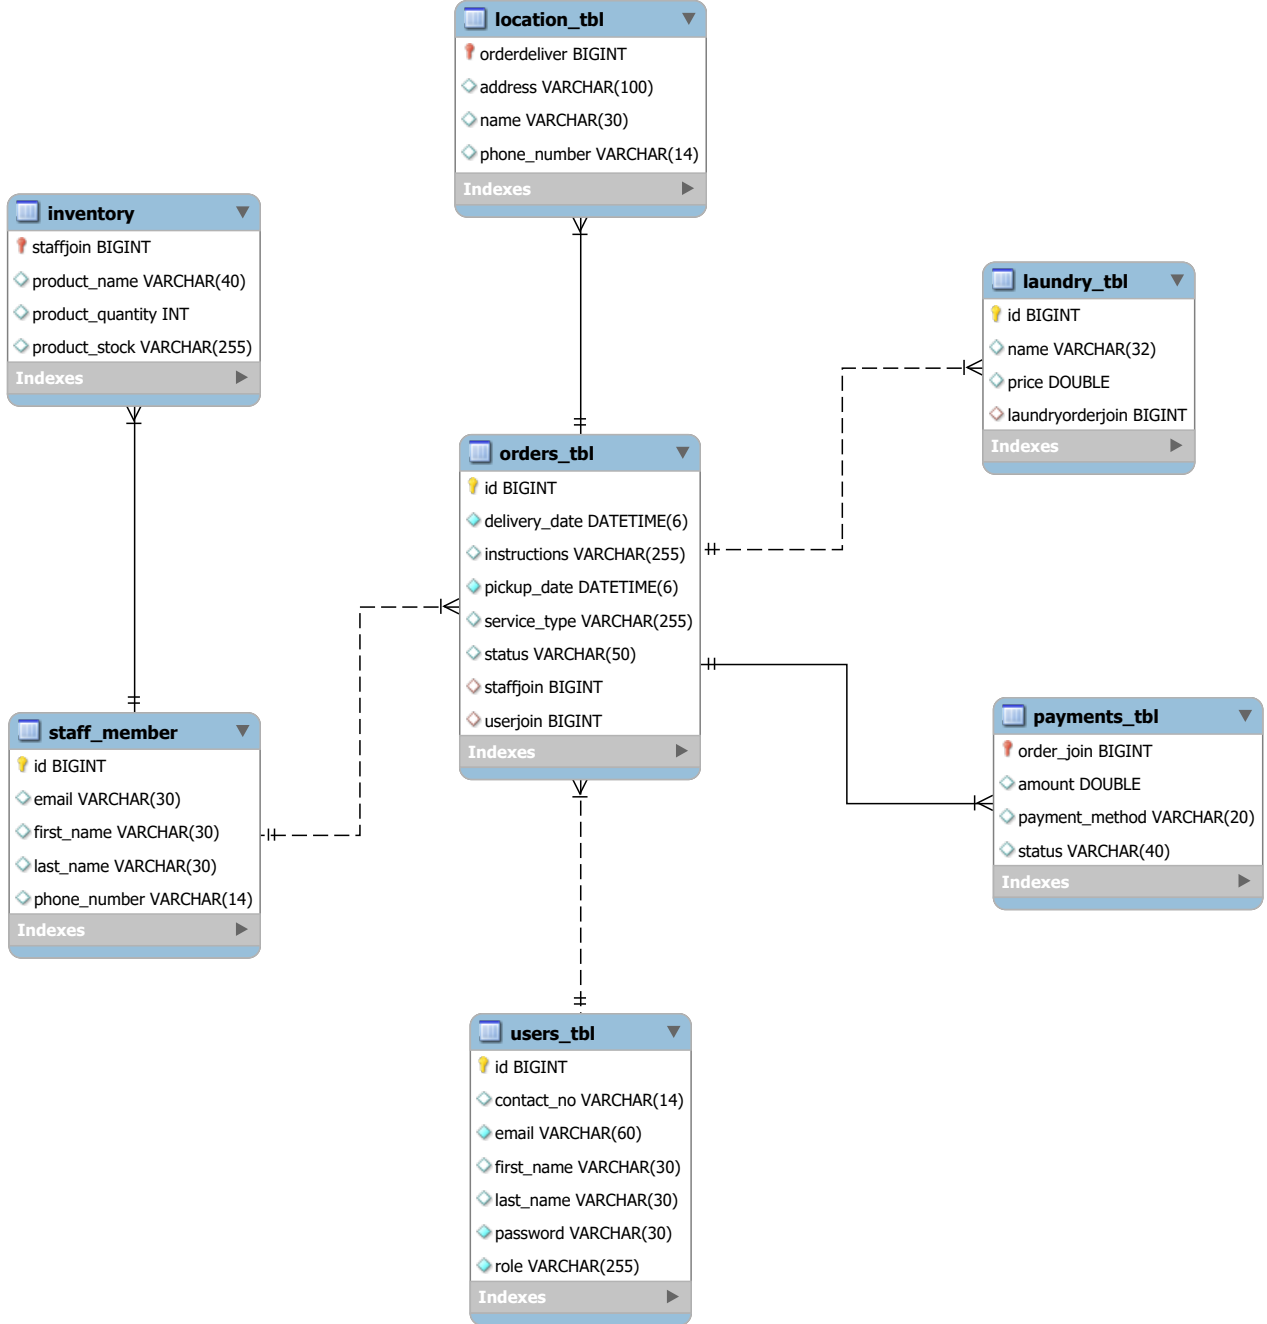 location_tbl
orderdeliver BIGINT
address VARCHAR(100)
name VARCHAR(30)
phone_number VARCHAR(14)
Indexes
inventory
staffjoin BIGINT
product_name VARCHAR(40)
product_quantity INT
product_stock VARCHAR(255)
Indexes
laundry_tbl
id BIGINT
name VARCHAR(32)
price DOUBLE
laundryorderjoin BIGINT
Indexes
orders_tbl
id BIGINT
delivery_date DATETIME(6)
instructions VARCHAR(255)
pickup_date DATETIME(6)
service_type VARCHAR(255)
status VARCHAR(50)
staffjoin BIGINT
userjoin BIGINT
Indexes
staff_member
id BIGINT
email VARCHAR(30)
first_name VARCHAR(30)
last_name VARCHAR(30)
phone_number VARCHAR(14)
Indexes
payments_tbl
order_join BIGINT
amount DOUBLE
payment_method VARCHAR(20)
status VARCHAR(40)
Indexes
users_tbl
id BIGINT
contact_no VARCHAR(14)
email VARCHAR(60)
first_name VARCHAR(30)
last_name VARCHAR(30)
password VARCHAR(30)
role VARCHAR(255)
Indexes